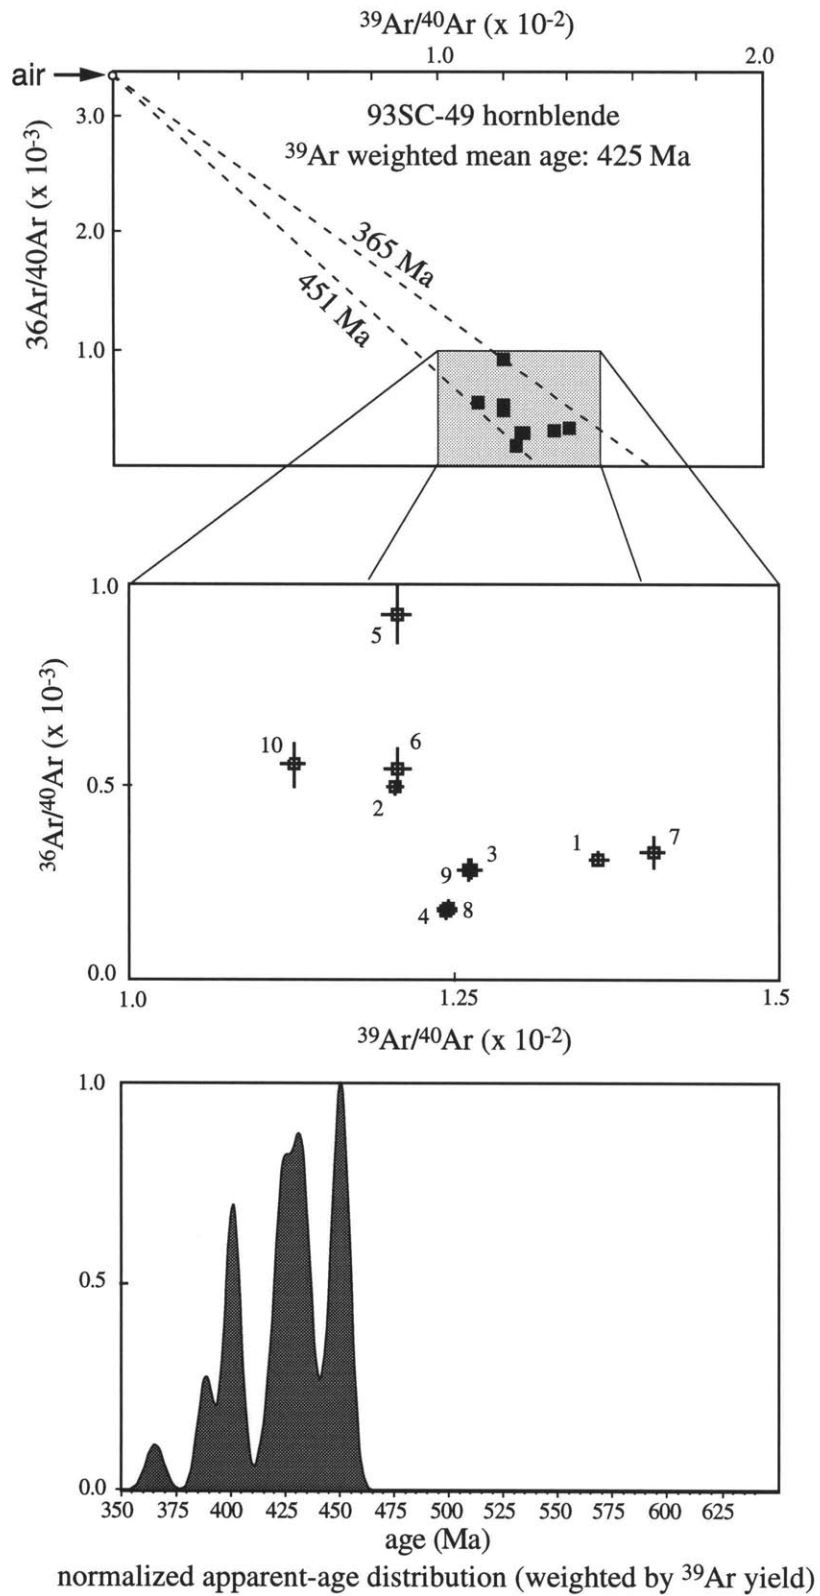 ³⁹Ar/⁴⁰Ar (x 10⁻²)
1.0 2.0
air
3.0
2.0
1.0
36Ar/40Ar (x 10⁻³)
93SC-49 hornblende
³⁹Ar weighted mean age: 425 Ma
365 Ma
451 Ma
1.0
0.5
0.0
³⁶Ar/⁴⁰Ar (x 10⁻³)
5
10
6
2
3
9
4
8
1
7
1.0 1.25 1.5
³⁹Ar/⁴⁰Ar (x 10⁻²)
1.0
0.5
0.0
350 375 400 425 450 475 500 525 550 575 600 625
age (Ma)
normalized apparent-age distribution (weighted by ³⁹Ar yield)